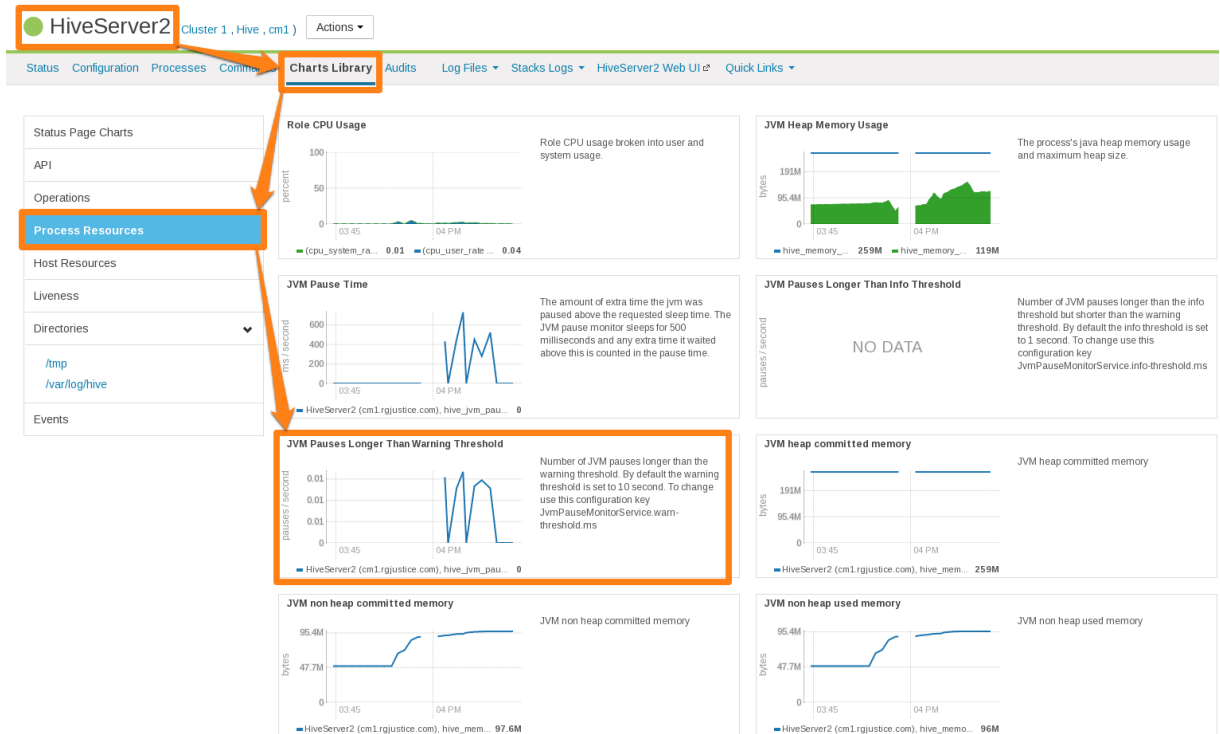 HiveServer2 (Cluster 1 , Hive , cm1 ) Actions
Status Configuration Processes Charts Library Audits Log Files Stacks Logs HiveServer2 Web UI Quick Links
Status Page Charts
API
Operations
Process Resources
Host Resources
Liveness
Directories
/tmp
/var/log/hive
Events
Role CPU Usage
Role CPU usage broken into user and
system usage.
percent
100
50
0
03:45 04 PM
(cpu_system_ra... 0.01 (cpu_user_rate ... 0.04
JVM Heap Memory Usage
The process's java heap memory usage
and maximum heap size.
bytes
191M
95.4M
0
03:45 04 PM
hive_memory_... 259M hive_memory_... 119M
JVM Pause Time
The amount of extra time the jvm was
paused above the requested sleep time. The
JVM pause monitor sleeps for 500
milliseconds and any extra time it waited
above this is counted in the pause time.
ms / second
600
400
200
0
03:45 04 PM
HiveServer2 (cm1.rgjustice.com), hive_jvm_pau... 0
JVM Pauses Longer Than Info Threshold
Number of JVM pauses longer than the info
threshold but shorter than the warning
threshold. By default the info threshold is set
to 1 second. To change use this
configuration key
JvmPauseMonitorService.info-threshold.ms
pauses / second
NO DATA
JVM Pauses Longer Than Warning Threshold
Number of JVM pauses longer than the
warning threshold. By default the warning
threshold is set to 10 second. To change
use this configuration key
JvmPauseMonitorService.warn-
threshold.ms
pauses / second
0.01
0.01
0.01
0
03:45 04 PM
HiveServer2 (cm1.rgjustice.com), hive_jvm_pau... 0
JVM heap committed memory
JVM heap committed memory
bytes
191M
95.4M
0
03:45 04 PM
HiveServer2 (cm1.rgjustice.com), hive_mem... 259M
JVM non heap committed memory
JVM non heap committed memory
bytes
95.4M
47.7M
0
03:45 04 PM
HiveServer2 (cm1.rgjustice.com), hive_mem... 97.6M
JVM non heap used memory
JVM non heap used memory
bytes
95.4M
47.7M
0
03:45 04 PM
HiveServer2 (cm1.rgjustice.com), hive_memo... 96M